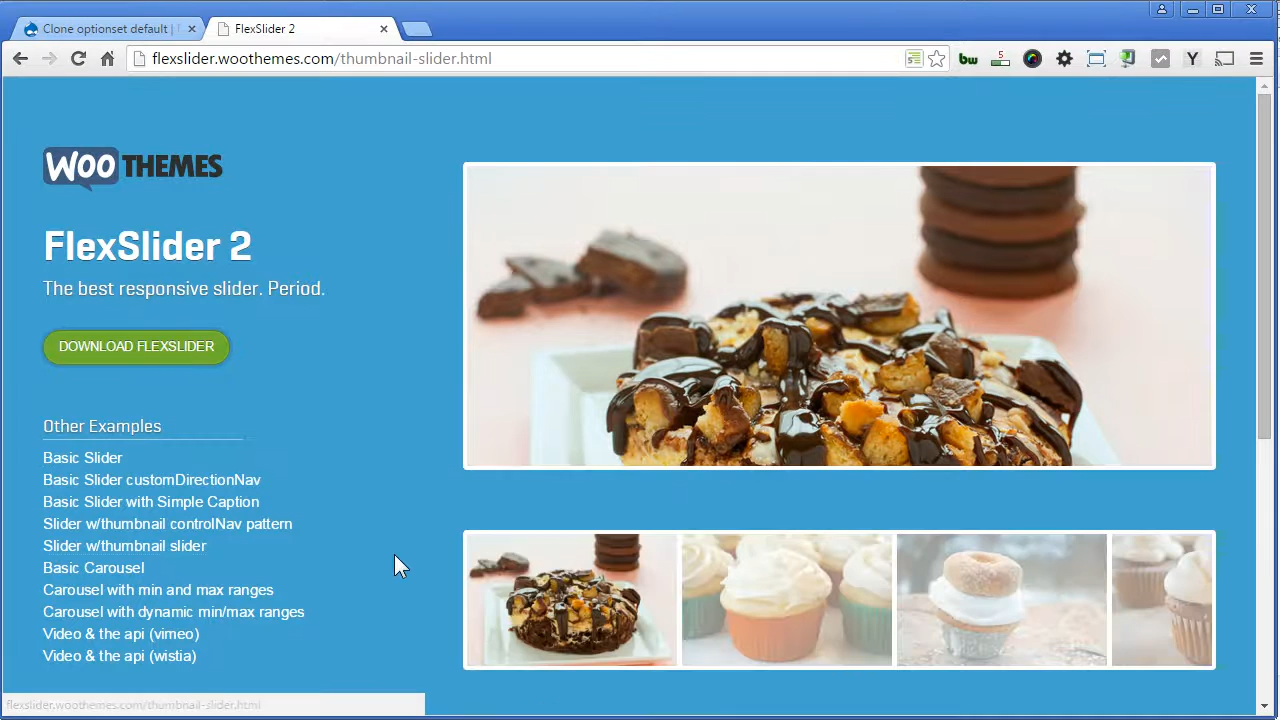 Clone optionset default |
FlexSlider 2
flexslider.woothemes.com/thumbnail-slider.html
bw
5
Y
WOO THEMES
FlexSlider 2
The best responsive slider. Period.
DOWNLOAD FLEXSLIDER
Other Examples
Basic Slider
Basic Slider customDirectionNav
Basic Slider with Simple Caption
Slider w/thumbnail controlNav pattern
Slider w/thumbnail slider
Basic Carousel
Carousel with min and max ranges
Carousel with dynamic min/max ranges
Video & the api (vimeo)
Video & the api (wistia)
flexslider.woothemes.com/thumbnail-slider.html